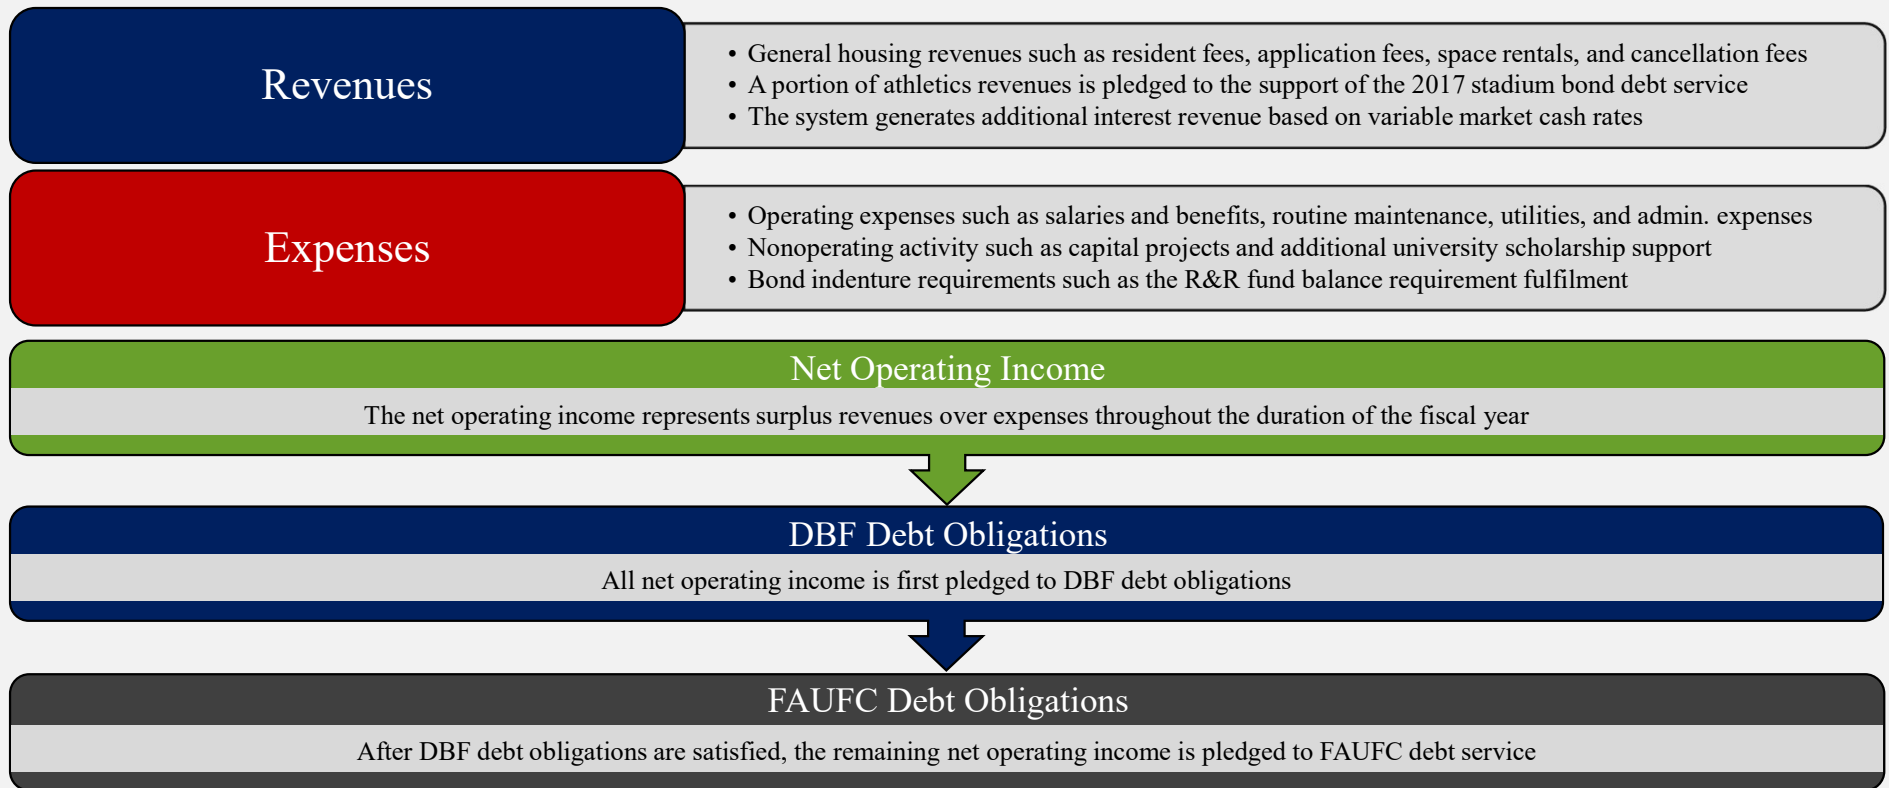 Revenues
• General housing revenues such as resident fees, application fees, space rentals, and cancellation fees
• A portion of athletics revenues is pledged to the support of the 2017 stadium bond debt service
• The system generates additional interest revenue based on variable market cash rates
Expenses
• Operating expenses such as salaries and benefits, routine maintenance, utilities, and admin. expenses
• Nonoperating activity such as capital projects and additional university scholarship support
• Bond indenture requirements such as the R&R fund balance requirement fulfilment
Net Operating Income
The net operating income represents surplus revenues over expenses throughout the duration of the fiscal year
DBF Debt Obligations
All net operating income is first pledged to DBF debt obligations
FAUFC Debt Obligations
After DBF debt obligations are satisfied, the remaining net operating income is pledged to FAUFC debt service